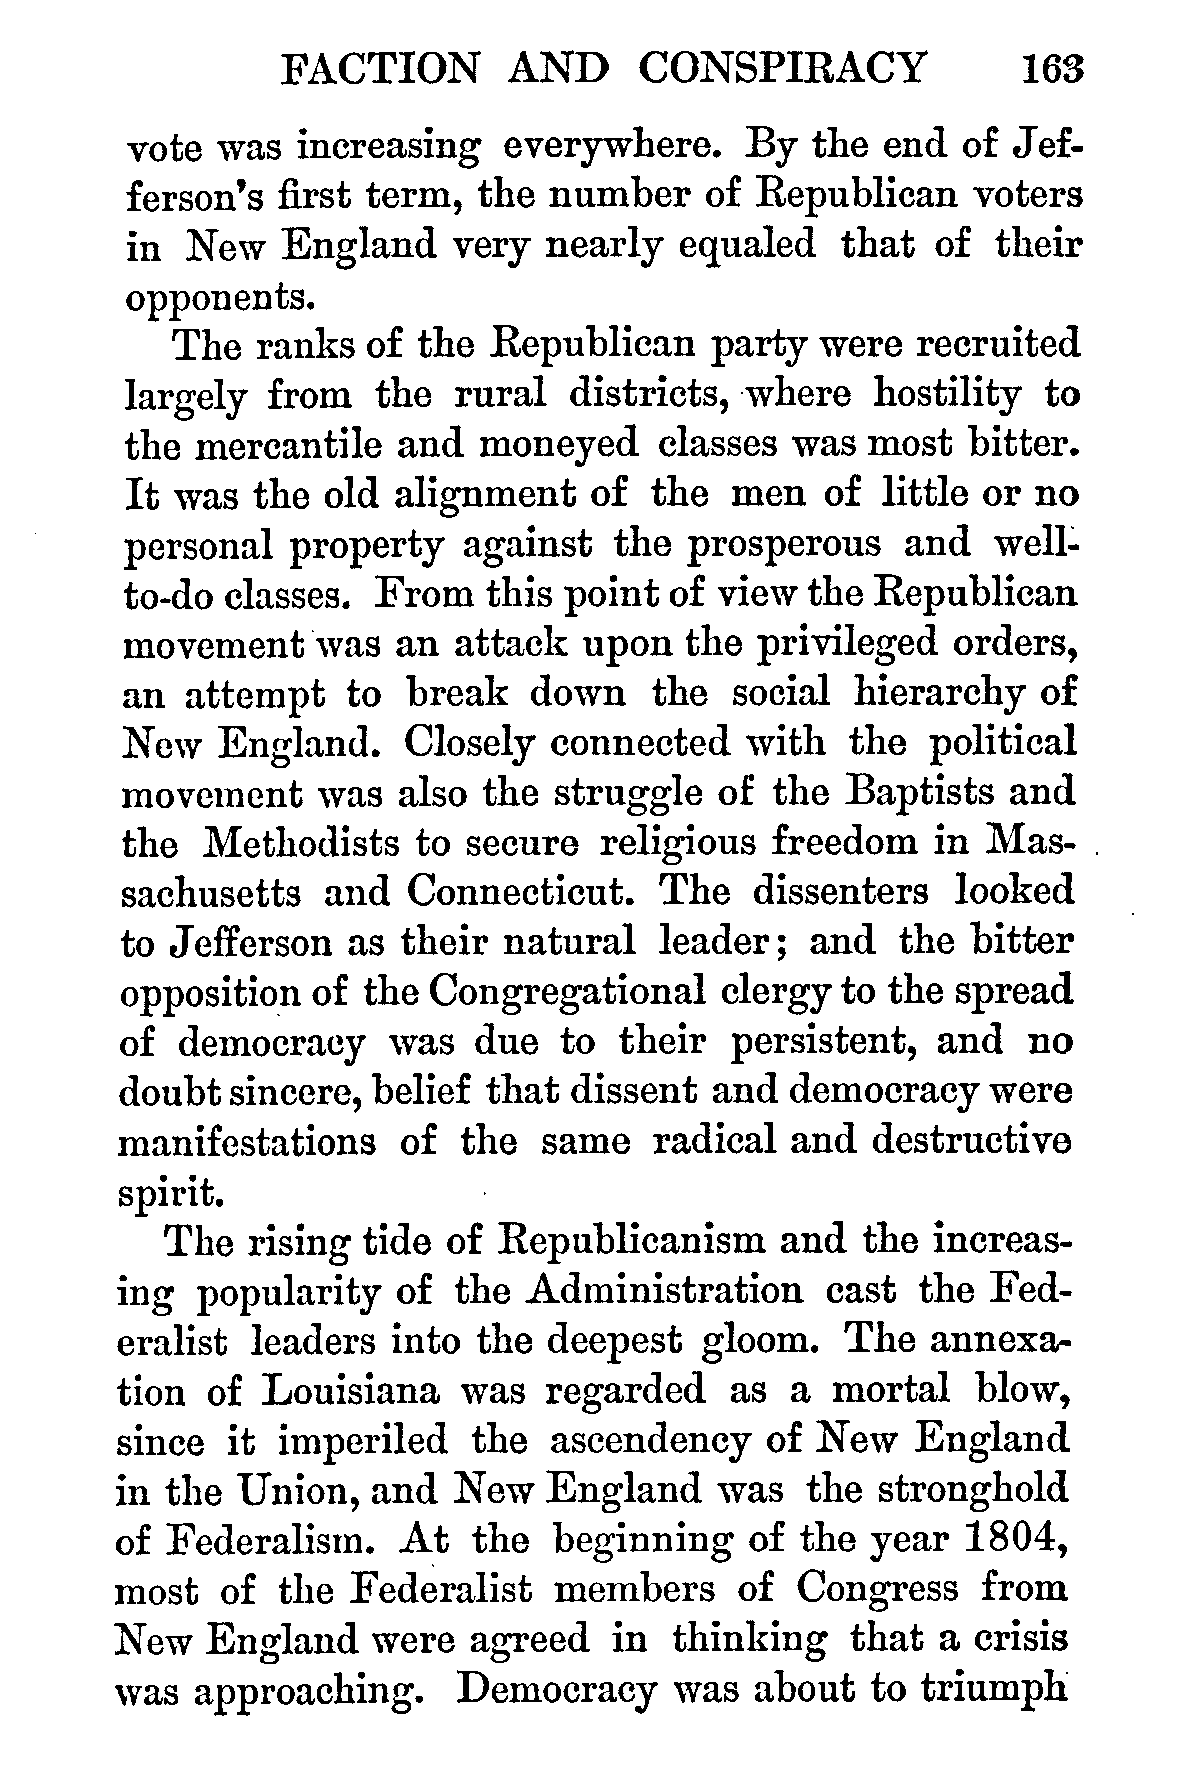 FACTION AND CONSPIRACY 163
vote was increasing everywhere. By the end of Jef-
ferson's first term, the number of Republican voters
in New England very nearly equaled that of their
opponents.
The ranks of the Republican party were recruited
largely from the rural districts, where hostility to
the mercantile and moneyed classes was most bitter.
It was the old alignment of the men of little or no
personal property against the prosperous and well-
to-do classes. From this point of view the Republican
movement was an attack upon the privileged orders,
an attempt to break down the social hierarchy of
New England. Closely connected with the political
movement was also the struggle of the Baptists and
the Methodists to secure religious freedom in Mas-
sachusetts and Connecticut. The dissenters looked
to Jefferson as their natural leader; and the bitter
opposition of the Congregational clergy to the spread
of democracy was due to their persistent, and no
doubt sincere, belief that dissent and democracy were
manifestations of the same radical and destructive
spirit.
The rising tide of Republicanism and the increas-
ing popularity of the Administration cast the Fed-
eralist leaders into the deepest gloom. The annexa-
tion of Louisiana was regarded as a mortal blow,
since it imperiled the ascendency of New England
in the Union, and New England was the stronghold
of Federalism. At the beginning of the year 1804,
most of the Federalist members of Congress from
New England were agreed in thinking that a crisis
was approaching. Democracy was about to triumph